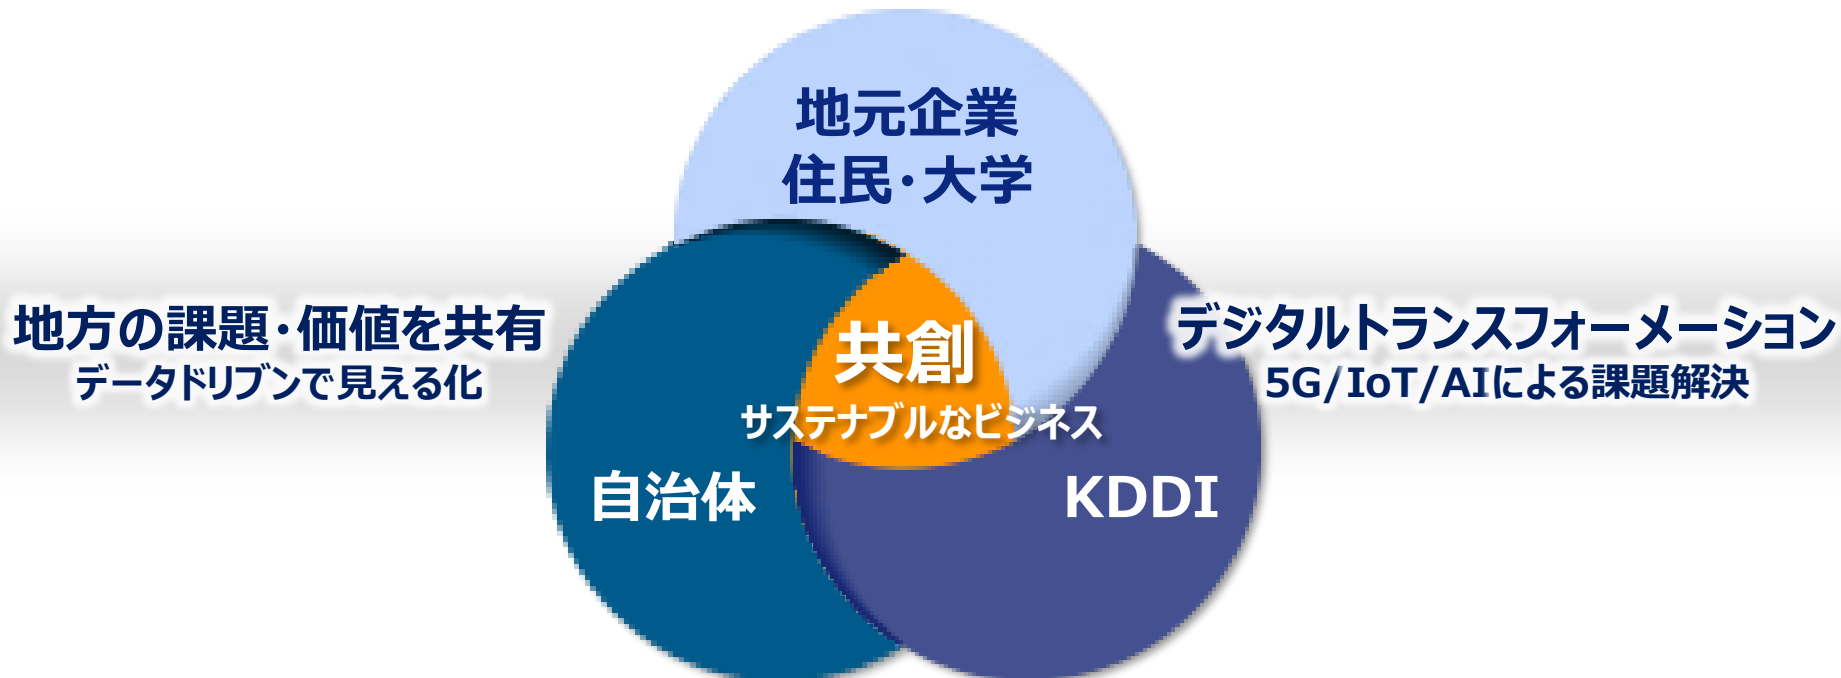 地元企業
住民・大学
地方の課題・価値を共有
データドリブンで見える化
共創
サステナブルなビジネス
デジタルトランスフォーメーション
5G/IoT/AIによる課題解決
自治体
KDDI